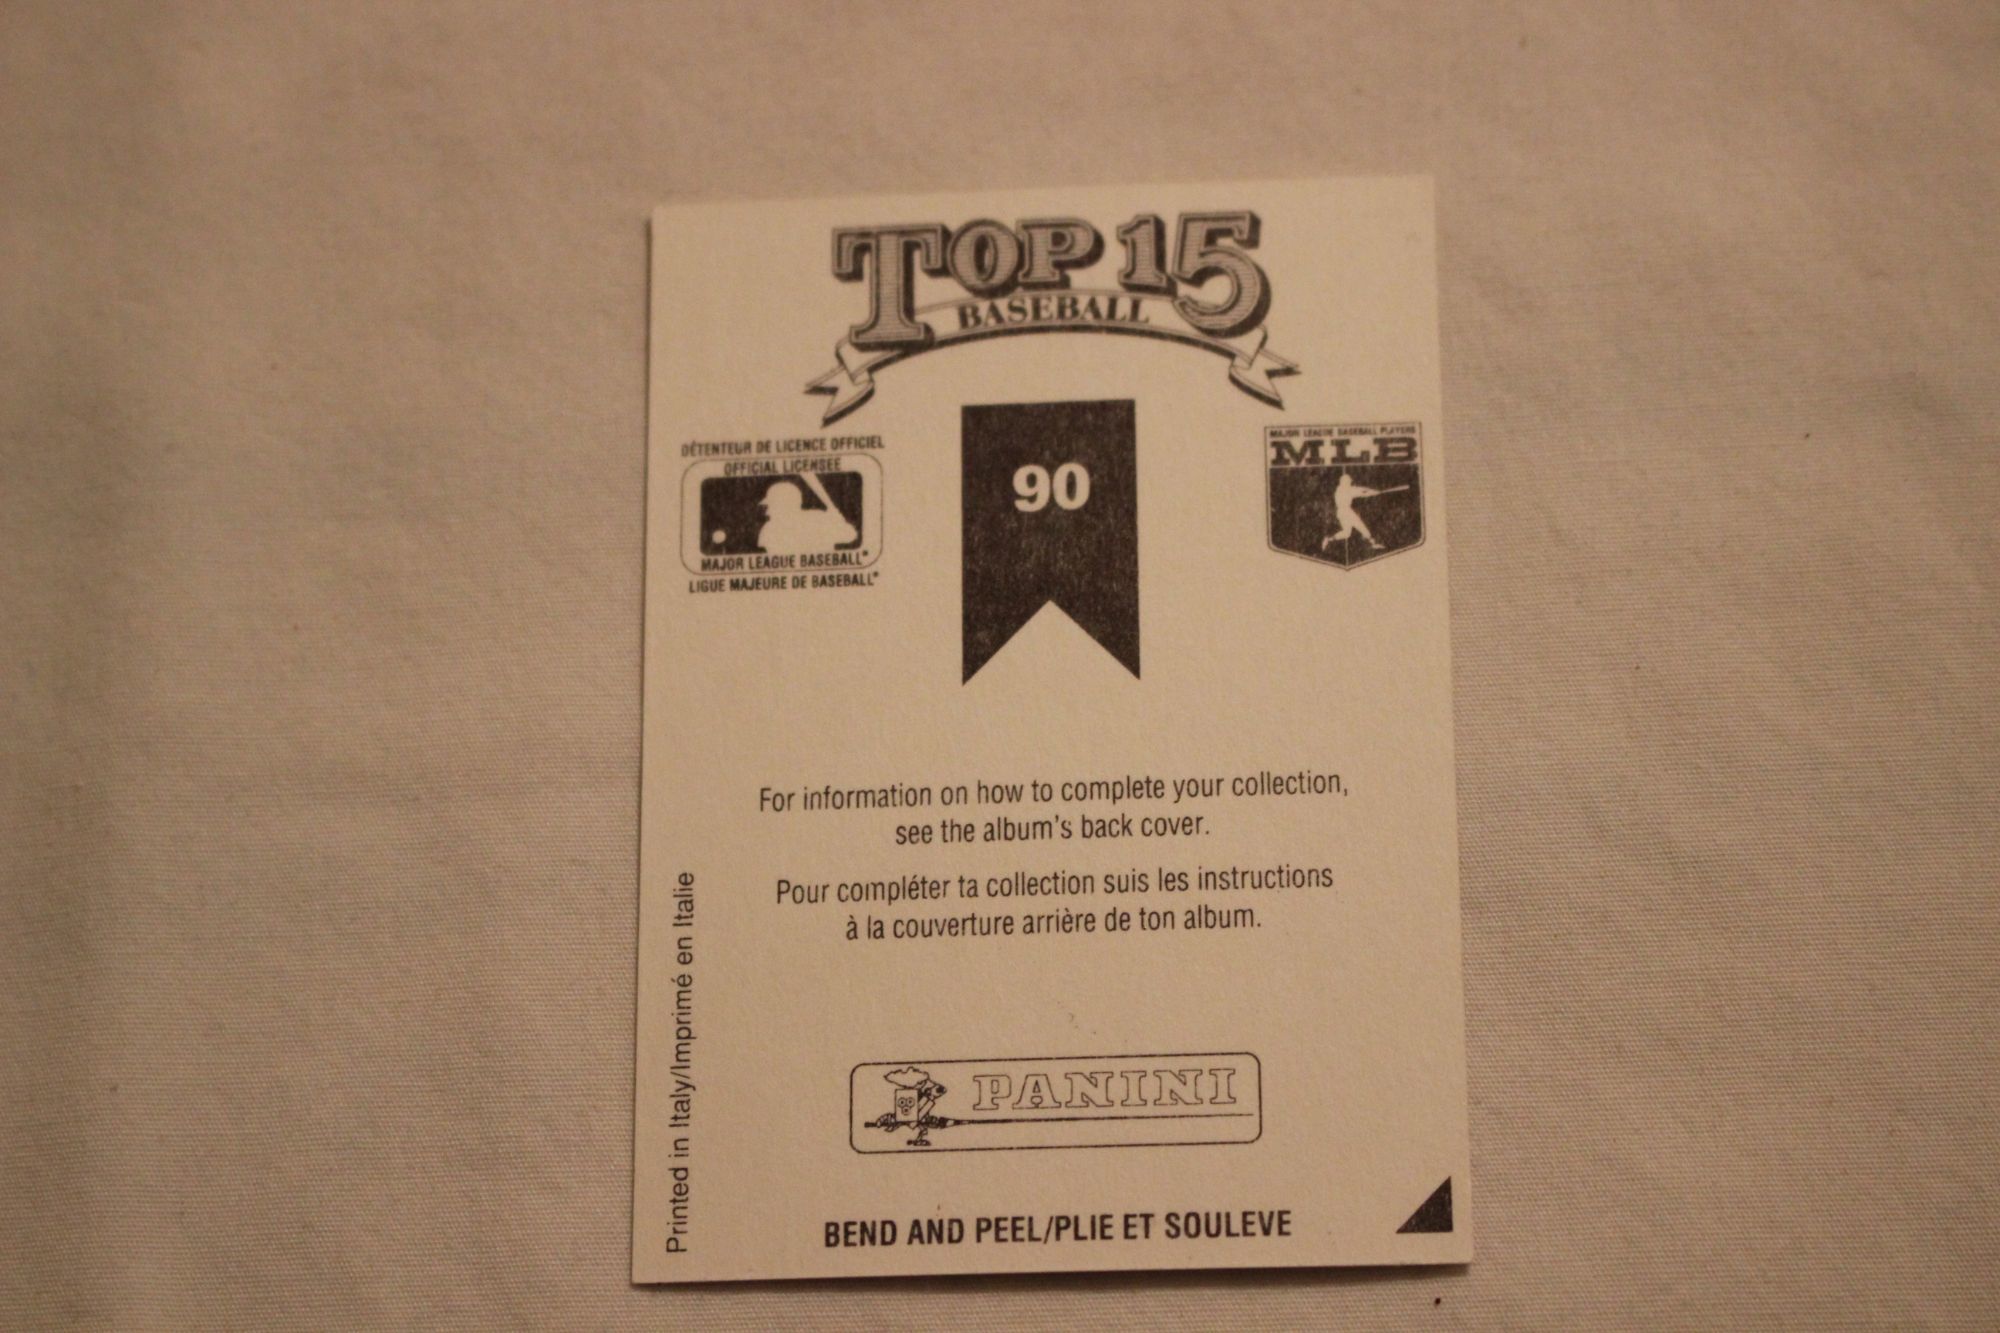 TOP 15
BASEBALL
DÉTENTEUR DE LICENCE OFFICIEL
OFFICIAL LICENSEE
MAJOR LEAGUE BASEBALL®
LIGUE MAJEURE DE BASEBALL®
90
MAJOR LEAGUE BASEBALL PLAYERS
MLB
For information on how to complete your collection,
see the album's back cover.
Pour compléter ta collection suis les instructions
à la couverture arrière de ton album.
Printed in Italy/Imprimé en Italie
PANINI
BEND AND PEEL/PLIE ET SOULEVE